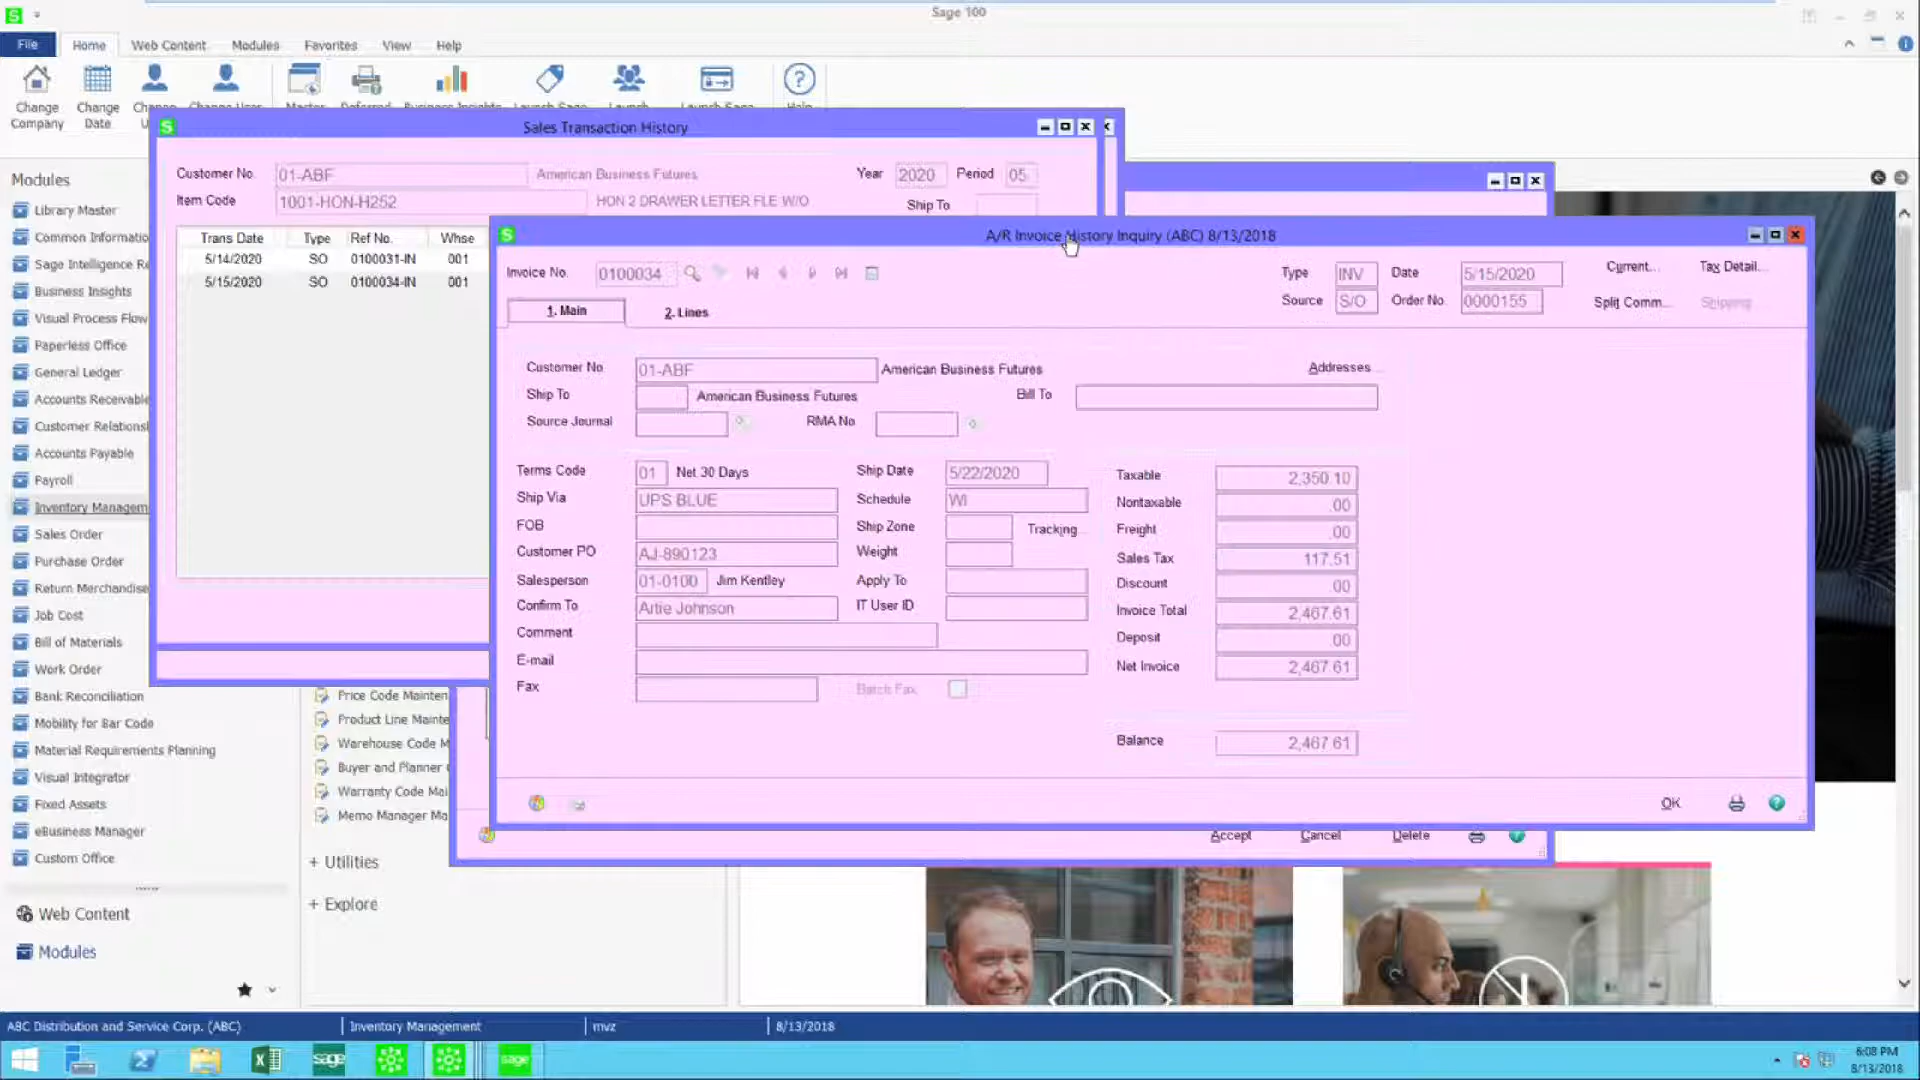 Sage 100
File Home Web Content Modules Favorites View Help
Change Company
Change Date
Help
Sales Transaction History
Customer No. 01-ABF American Business Futures Year 2020 Period 05
Item Code 1001-HON-H252 HON 2 DRAWER LETTER FLE W/O Ship To
Trans Date Type Ref No. Whse
5/14/2020 SO 0100031-IN 001
5/15/2020 SO 0100034-IN 001
A/R Invoice History Inquiry (ABC) 8/13/2018
Invoice No. 0100034 Type INV Date 5/15/2020 Current... Tax Detail...
Source S/O Order No. 0000155 Split Comm... Shipping...
1. Main 2. Lines
Customer No 01-ABF American Business Futures Addresses...
Ship To American Business Futures Bill To
Source Journal RMA No
Terms Code 01 Net 30 Days Ship Date 5/22/2020 Taxable 2,350.10
Ship Via UPS BLUE Schedule WI Nontaxable .00
FOB Ship Zone Tracking... Freight .00
Customer PO AJ-890123 Weight Sales Tax 117.51
Salesperson 01-0100 Jim Kentley Apply To Discount .00
Confirm To Artie Johnson IT User ID Invoice Total 2,467.61
Comment Deposit .00
E-mail Net Invoice 2,467.61
Fax Batch Fax
Balance 2,467.61
OK
Accept Cancel Delete
Modules
Library Master
Common Informatio
Sage Intelligence Re
Business Insights
Visual Process Flow
Paperless Office
General Ledger
Accounts Receivable
Customer Relationsl
Accounts Payable
Payroll
Inventory Managem
Sales Order
Purchase Order
Return Merchandise
Job Cost
Bill of Materials
Work Order
Bank Reconciliation
Mobility for Bar Code
Material Requirements Planning
Visual Integrator
Fixed Assets
eBusiness Manager
Custom Office
Web Content
Modules
Price Code Mainten
Product Line Mainte
Warehouse Code M
Buyer and Planner
Warranty Code Mai
Memo Manager Ma
+ Utilities
+ Explore
ABC Distribution and Service Corp. (ABC) Inventory Management mvz 8/13/2018
sage sage
6:08 PM
8/13/2018